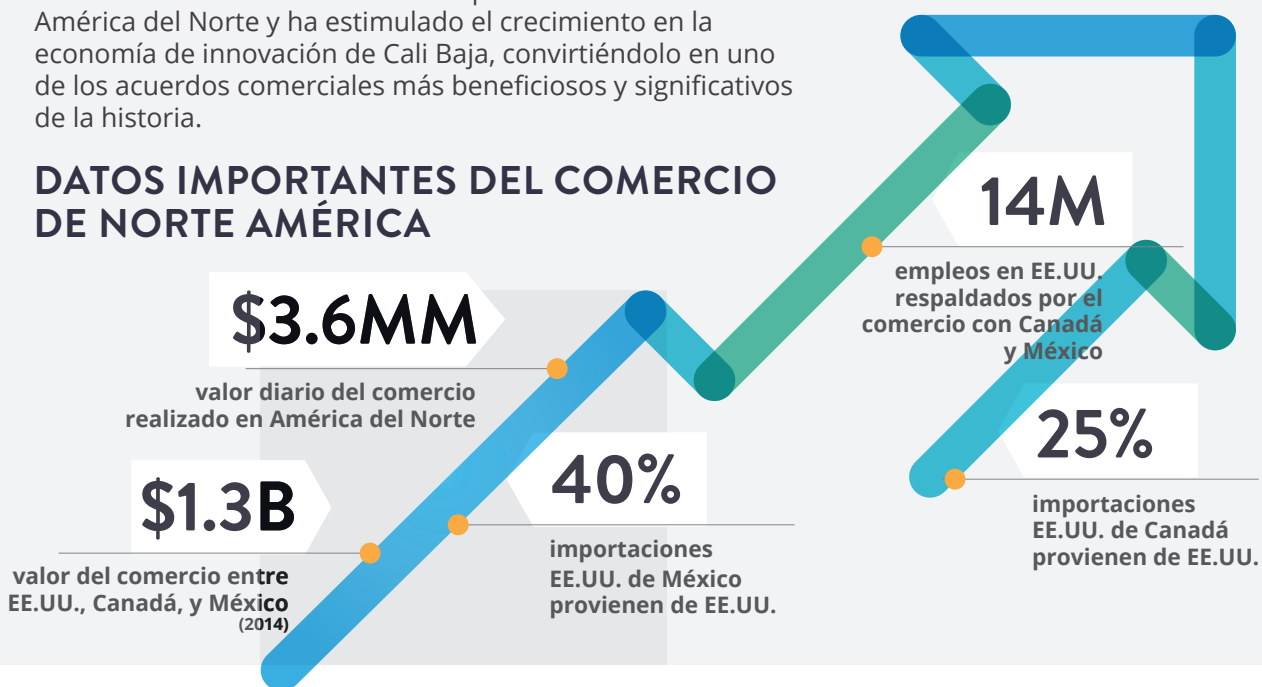 América del Norte y ha estimulado el crecimiento en la
economía de innovación de Cali Baja, convirtiéndolo en uno
de los acuerdos comerciales más beneficiosos y significativos
de la historia.
DATOS IMPORTANTES DEL COMERCIO
DE NORTE AMÉRICA
14M
empleos en EE.UU.
respaldados por el
comercio con Canadá
y México
$3.6MM
valor diario del comercio
realizado en América del Norte
25%
importaciones
EE.UU. de Canadá
provienen de EE.UU.
40%
importaciones
EE.UU. de México
provienen de EE.UU.
$1.3B
valor del comercio entre
EE.UU., Canadá, y México
(2014)